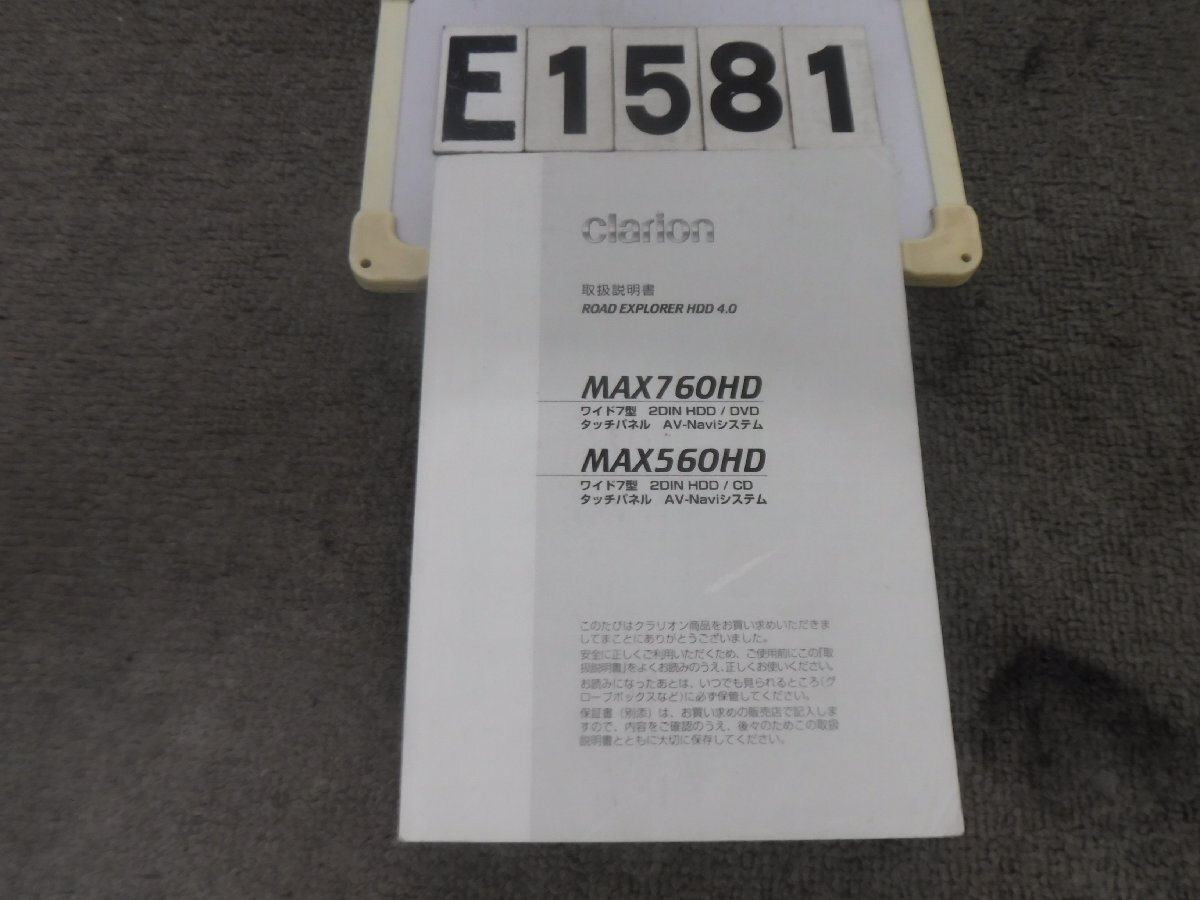 E1581
clarion
取扱説明書
ROAD EXPLORER HDD 4.0
MAX760HD
ワイド7型 2DIN HDD / DVD
タッチパネル AV-Naviシステム
MAX560HD
ワイド7型 2DIN HDD / CD
タッチパネル AV-Naviシステム
このたびはクラリオン商品をお買い求めいただきま
してまことにありがとうございました。
安全に正しくご利用いただくため、ご使用前にこの「取
扱説明書」をよくお読みのうえ、正しくお使いください。
お読みになったあとは、いつでも見られるところ(グ
ローブボックスなど)に必ず保管してください。
保証書(別添)は、お買い求めの販売店で記入しま
すので、内容をご確認のうえ、後々のためこの取扱
説明書とともに大切に保存してください。